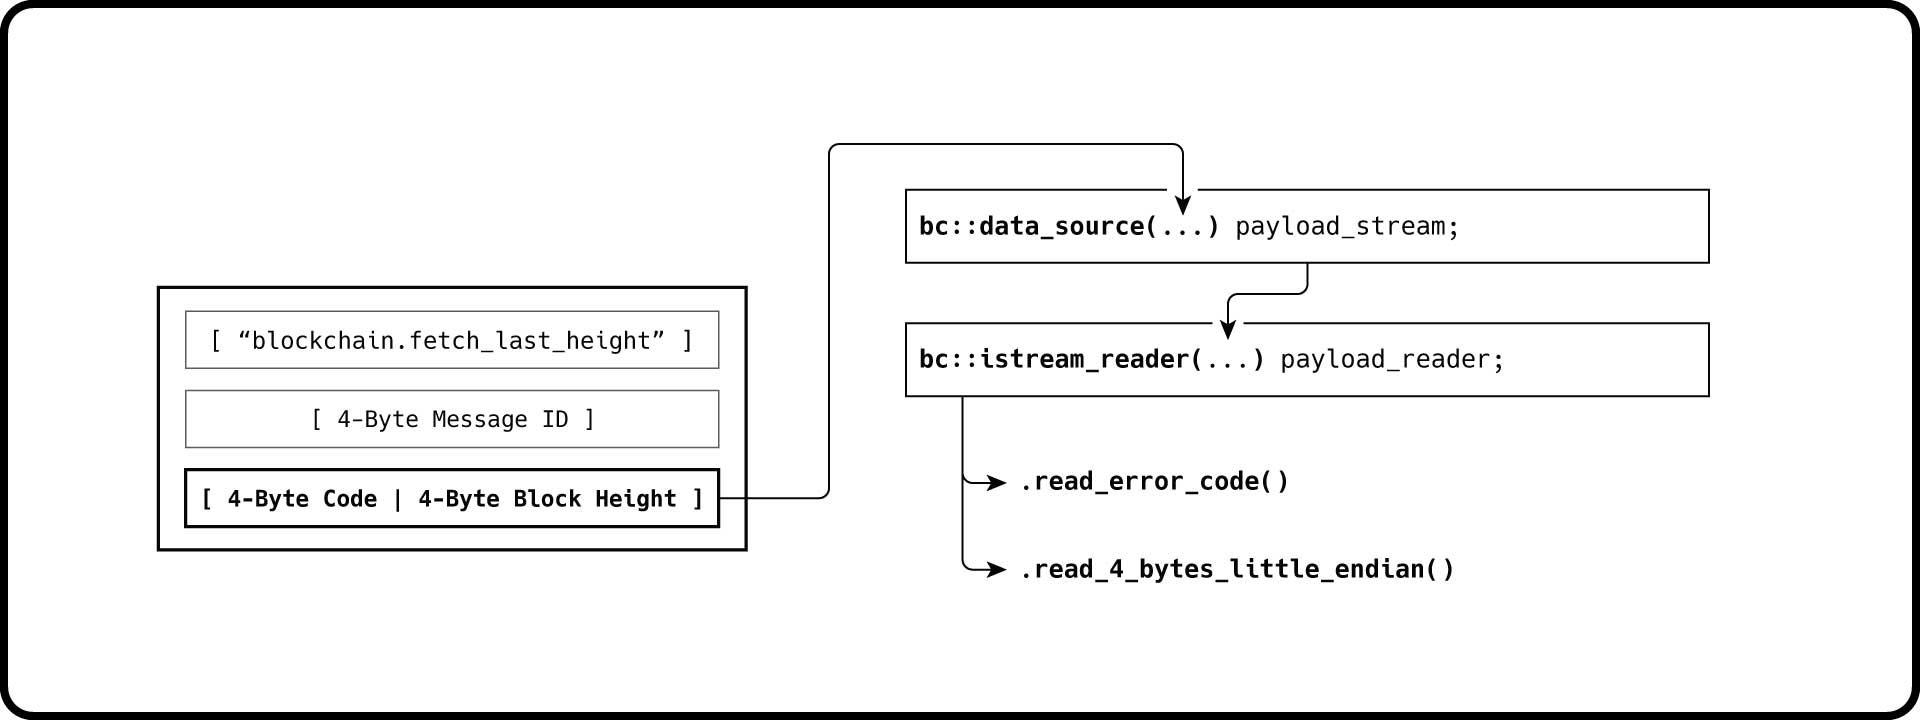 [ “blockchain.fetch_last_height” ]
[ 4-Byte Message ID ]
[ 4-Byte Code | 4-Byte Block Height ]
bc::data_source(...) payload_stream;
bc::istream_reader(...) payload_reader;
.read_error_code()
.read_4_bytes_little_endian()